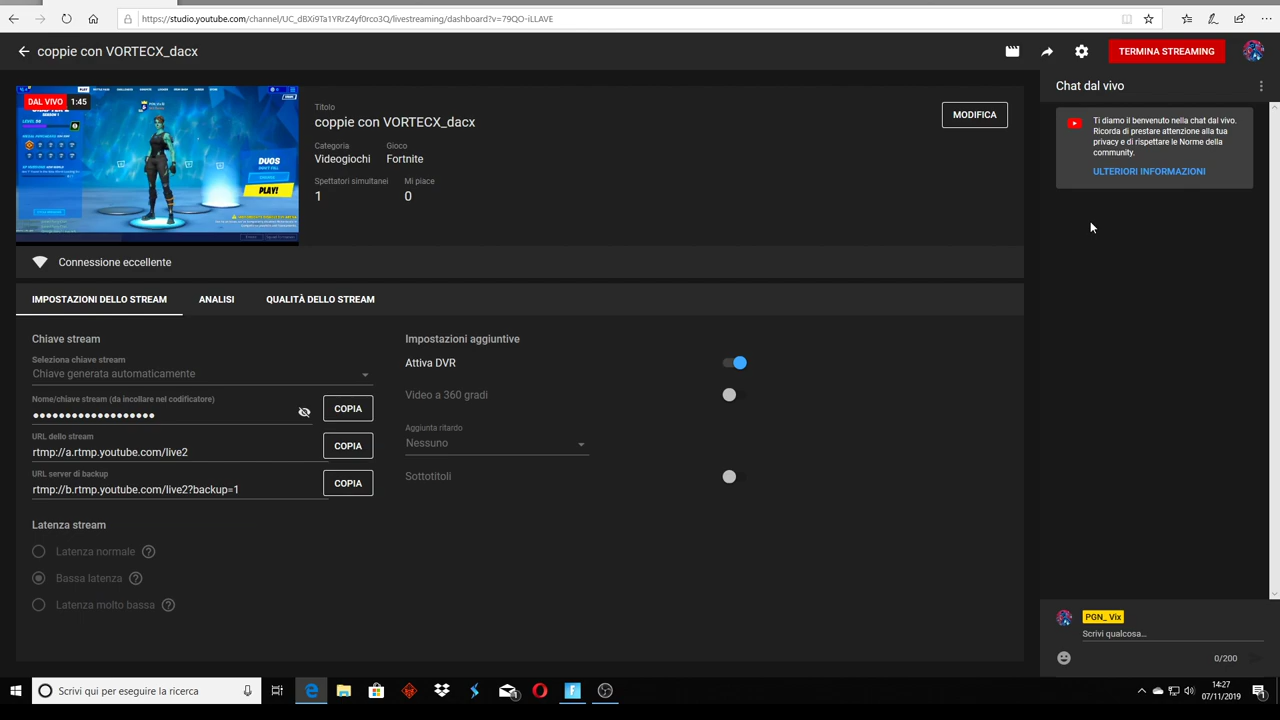 https://studio.youtube.com/channel/UC_dBXi9Ta1YRrZ4yf0rco3Q/livestreaming/dashboard?v=79QO-iLLAVE
coppie con VORTECX_dacx
TERMINA STREAMING
DAL VIVO 1:45
DUOS
PLAY!
Titolo
coppie con VORTECX_dacx
MODIFICA
Categoria
Gioco
Videogiochi
Fortnite
Spettatori simultanei
Mi piace
1
0
Connessione eccellente
IMPOSTAZIONI DELLO STREAM
ANALISI
QUALITÀ DELLO STREAM
Chiave stream
Seleziona chiave stream
Chiave generata automaticamente
Nome/chiave stream (da incollare nel codificatore)
COPIA
URL dello stream
rtmp://a.rtmp.youtube.com/live2
COPIA
URL server di backup
rtmp://b.rtmp.youtube.com/live2?backup=1
COPIA
Latenza stream
Latenza normale
Bassa latenza
Latenza molto bassa
Impostazioni aggiuntive
Attiva DVR
Video a 360 gradi
Aggiunta ritardo
Nessuno
Sottotitoli
Chat dal vivo
Ti diamo il benvenuto nella chat dal vivo.
Ricorda di prestare attenzione alla tua
privacy e di rispettare le Norme della
community.
ULTERIORI INFORMAZIONI
PGN_ Vix
Scrivi qualcosa...
0/200
Scrivi qui per eseguire la ricerca
14:27
07/11/2019